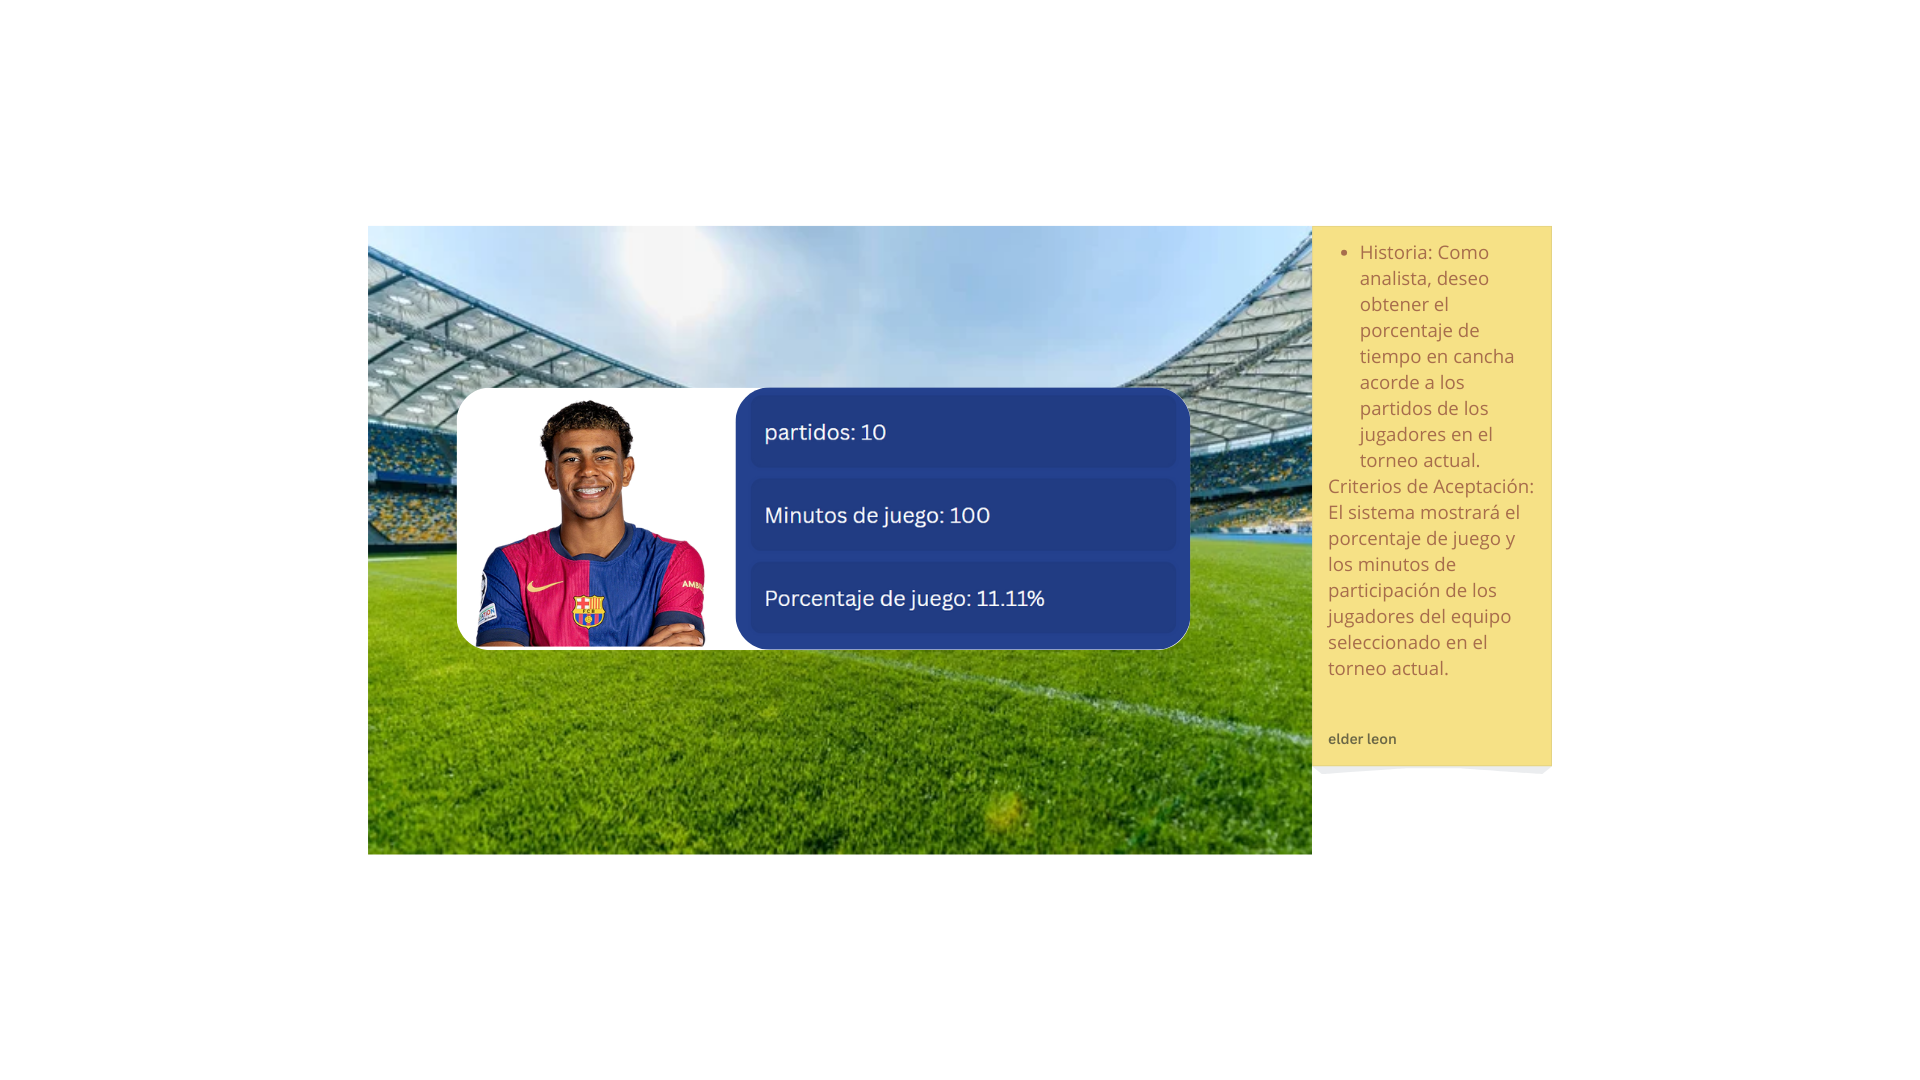 partidos: 10
Minutos de juego: 100
Porcentaje de juego: 11.11%
AMBI
FCB
• Historia: Como
analista, deseo
obtener el
porcentaje de
tiempo en cancha
acorde a los
partidos de los
jugadores en el
torneo actual.
Criterios de Aceptación:
El sistema mostrará el
porcentaje de juego y
los minutos de
participación de los
jugadores del equipo
seleccionado en el
torneo actual.
elder leon